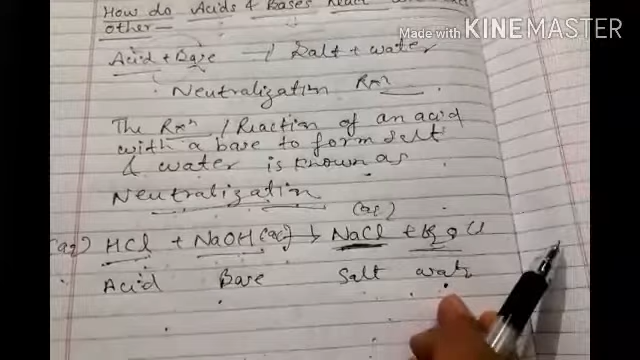 How do Acids & Bases React
other
Made with KINEMASTER
Acid + Base → Salt + water
Neutralization Rxn
The Rxn / Reaction of an acid
with a base to form salt
& water is known as
Neutralization
(aq)
(aq) HCl + NaOH (aq) → NaCl + H2O
Acid Base Salt water